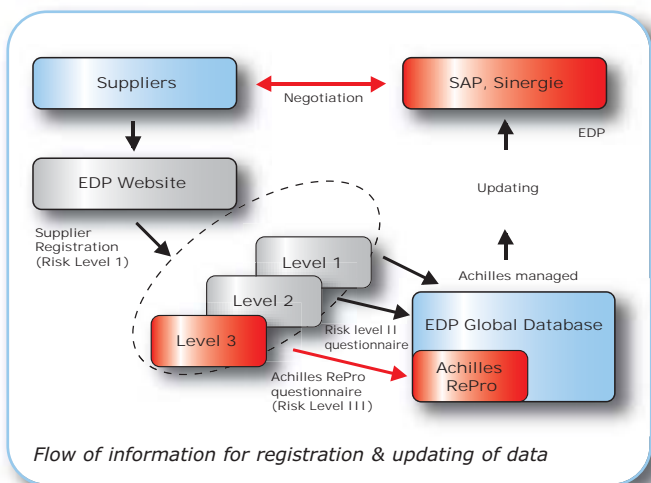 Suppliers
Negotiation
SAP, Sinergie
EDP
EDP Website
Updating
Supplier
Registration
(Risk Level 1)
Level 1
Level 2
Level 3
Achilles managed
EDP Global Database
Risk level II
questionnaire
Achilles
RePro
Achilles RePro
questionnaire
(Risk Level III)
Flow of information for registration & updating of data